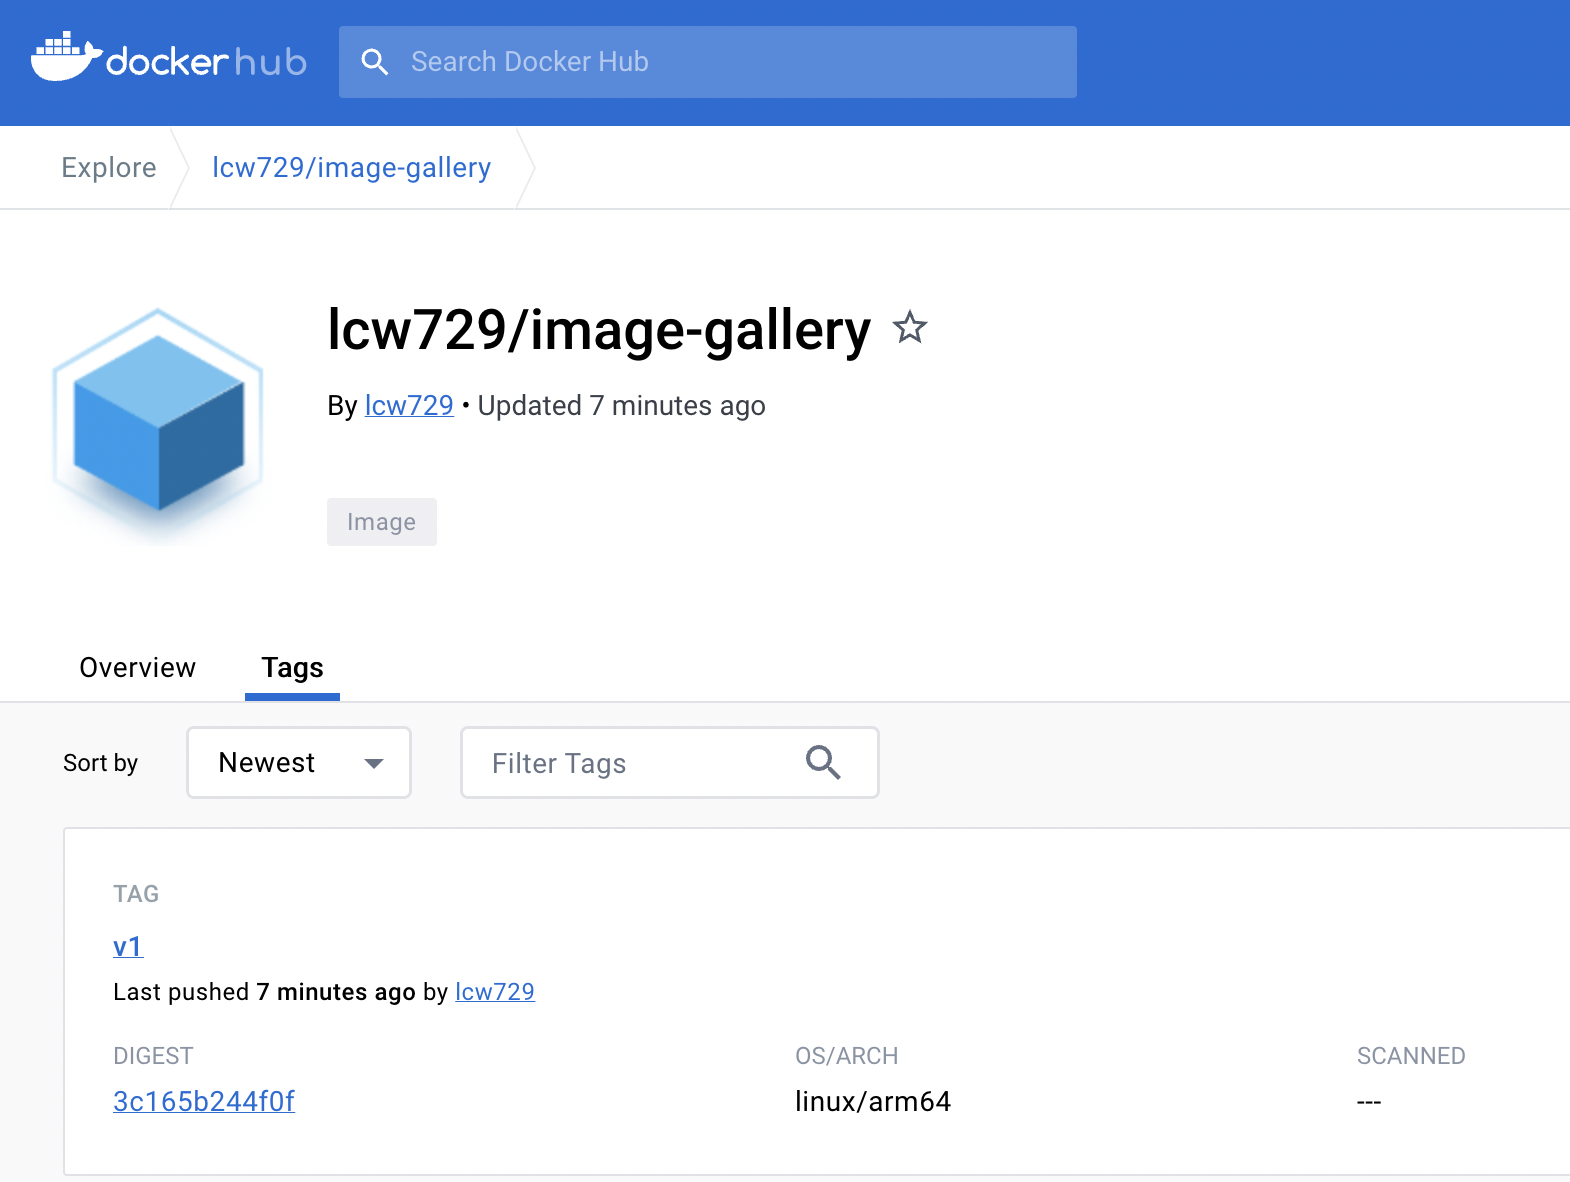 dockerhub
Search Docker Hub
Explore
lcw729/image-gallery
lcw729/image-gallery
By lcw729 • Updated 7 minutes ago
Image
Overview
Tags
Sort by
Newest
Filter Tags
TAG
v1
Last pushed 7 minutes ago by lcw729
DIGEST
OS/ARCH
SCANNED
3c165b244f0f
linux/arm64
---